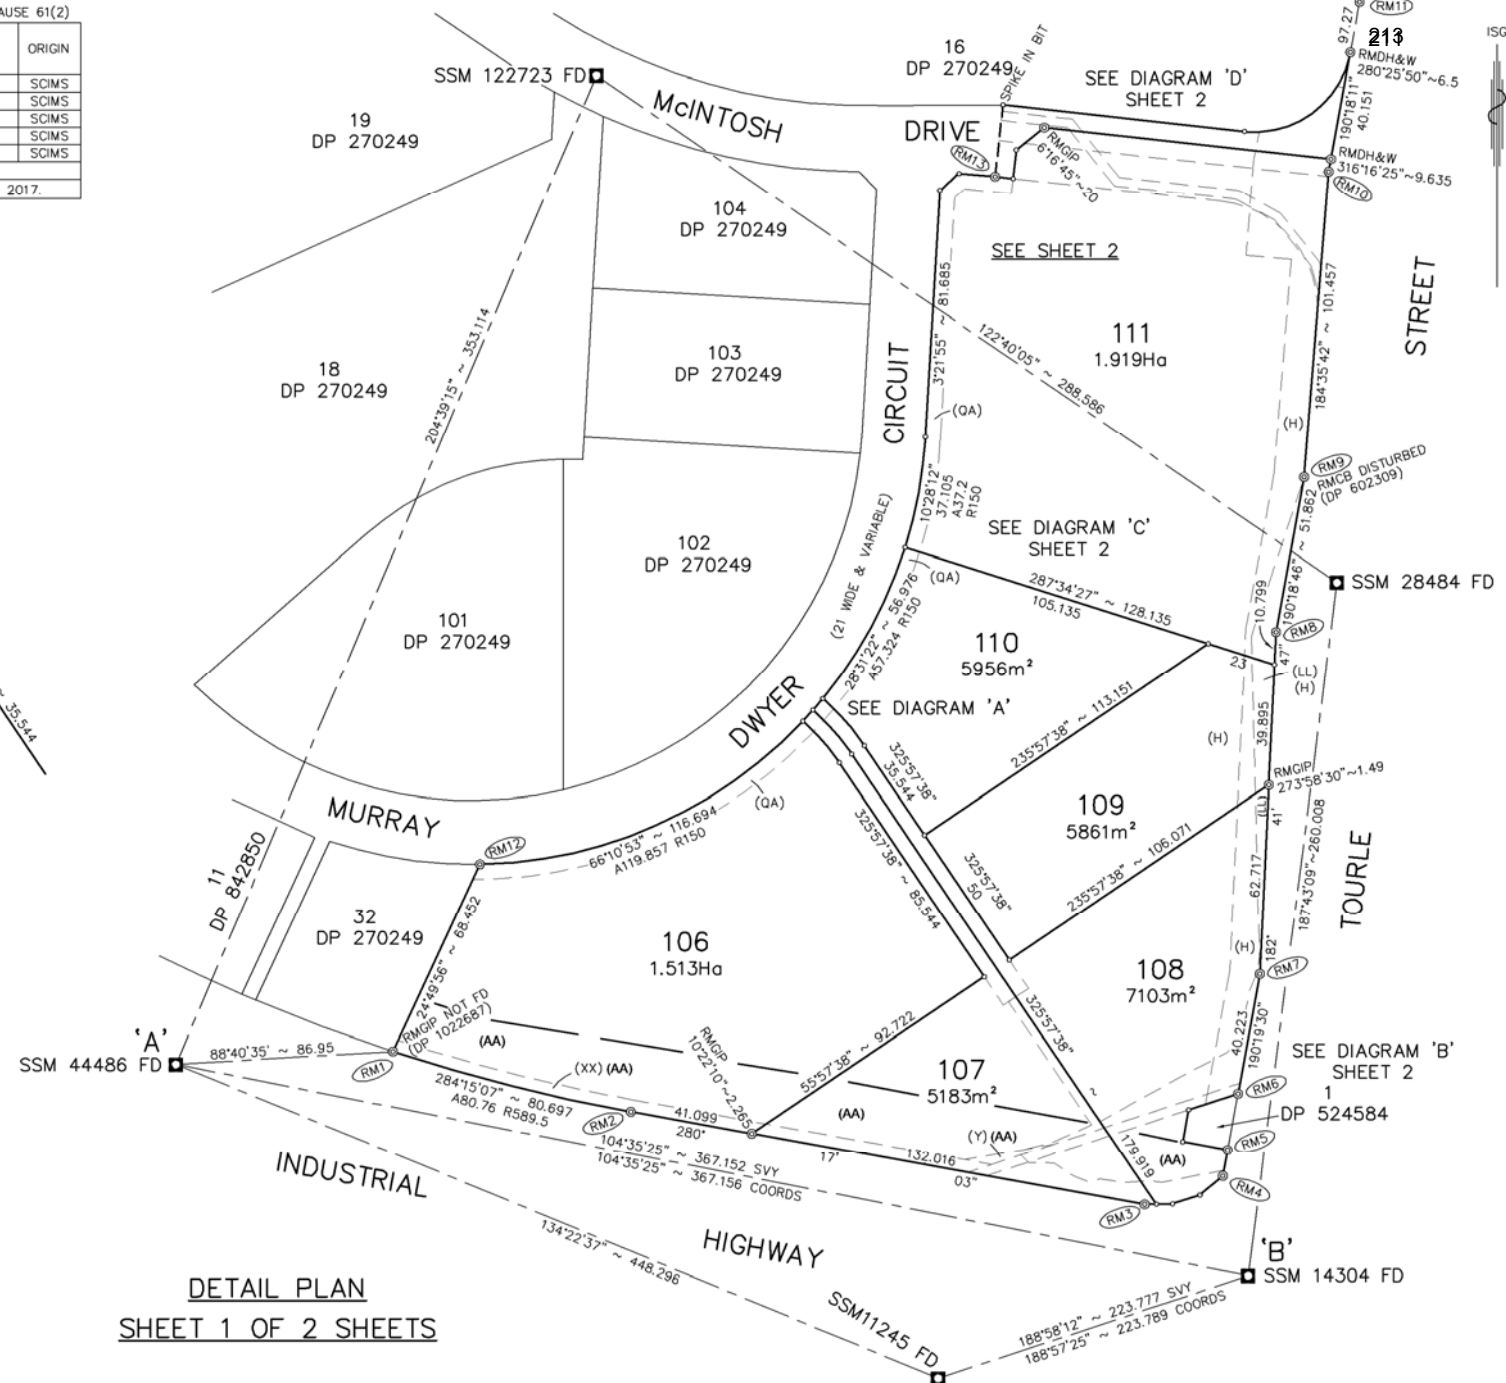 AUSE 61(2)
ORIGIN
SCIMS
SCIMS
SCIMS
SCIMS
SCIMS
2017.
SSM 122723 FD
19
DP 270249
McINTOSH
DRIVE
16
DP 270249
SPIKE IN BIT
SEE DIAGRAM 'D'
SHEET 2
97.27
RM11
RMDH&W
280°25'50"~6.5
190°18'11"
40.151
RMDH&W
316°16'25"~9.635
RM10
ISG
RM13
RMGIP
6°16'45"~20
104
DP 270249
SEE SHEET 2
103
DP 270249
18
DP 270249
204°39'15" ~ 353.114
CIRCUIT
3°21'55" ~ 81.685
(QA)
122°40'05" ~ 288.586
111
1.919Ha
184°35'42" ~ 101.457
STREET
(H)
RM9
RMCB DISTURBED
(DP 602309)
10°28'12"
37.105
A37.2
R150
(21 WIDE & VARIABLE)
SEE DIAGRAM 'C'
SHEET 2
190°18'46" ~ 51.862
102
DP 270249
(QA)
287°34'27" ~ 128.135
105.135
SSM 28484 FD
101
DP 270249
28°31'22" ~ 56.976
A57.324 R150
110
5956m²
10.799
RM8
23
47"
(LL)
(H)
~ 35.544
DWYER
SEE DIAGRAM 'A'
235°57'38" ~ 113.151
(H)
39.895
325°57'38"
35.544
RMGIP
273°58'30"~1.49
(LL)
41'
MURRAY
(QA)
109
5861m²
187°43'09"~260.008
TOURLE
11
DP 842850
RM12
66°10'53" ~ 116.694
A119.857 R150
325°57'38" ~ 85.544
325°57'38"
50
235°57'38" ~ 106.071
62.717
32
DP 270249
24°49'56" ~ 68.452
106
1.513Ha
(H)
182°
RM7
108
7103m²
'A'
SSM 44486 FD
88°40'35' ~ 86.95
RMGIP NOT FD
(DP 1022687)
RM1
(AA)
(XX) (AA)
RMGIP
10°22'10"~2.265
55°57'38" ~ 92.722
325°57'38" ~
179.919
40.223
190°19'30"
SEE DIAGRAM 'B'
SHEET 2
RM6
1
DP 524584
284°15'07" ~ 80.697
A80.76 R589.5
RM2
41.099
280°
17'
132.016
03"
107
5183m²
(AA)
(Y) (AA)
(AA)
RM5
RM4
RM3
104°35'25" ~ 367.152 SVY
104°35'25" ~ 367.156 COORDS
INDUSTRIAL
HIGHWAY
134°22'37" ~ 448.296
'B'
SSM 14304 FD
DETAIL PLAN
SHEET 1 OF 2 SHEETS
SSM11245 FD
188°58'12" ~ 223.777 SVY
188°57'25" ~ 223.789 COORDS